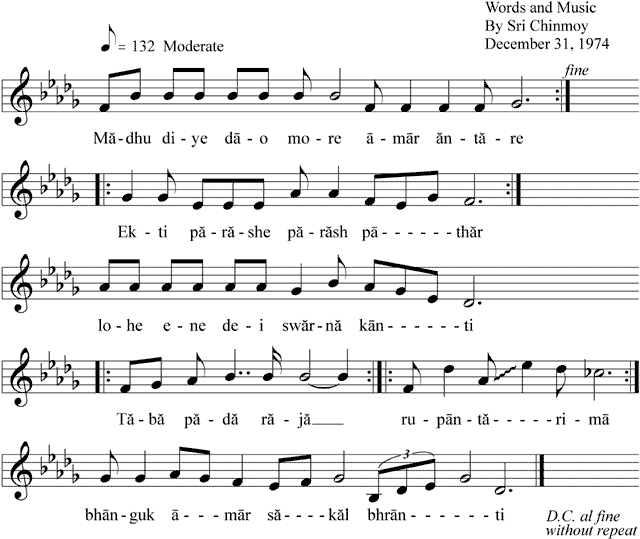 Words and Music
By Sri Chinmoy
December 31, 1974
= 132 Moderate
fine
Mă-dhu di-ye dāo mo-re ā-mār ăn-tă-re
Ek-ti pă-ră-she pă-răsh pā------thăr
lo-he e-ne de-i swăr-nă kān------ti
Tă-bă pă-dă ră-jă____ ru-pān-tă-----ri-mā
3
bhān-guk ā---mār să----kăl bhrān------ti
D.C. al fine
without repeat